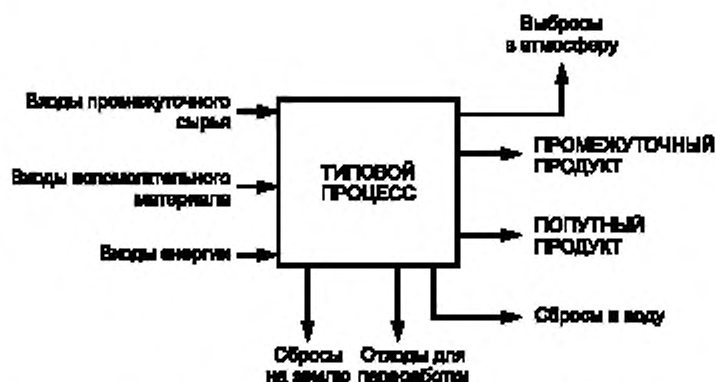 Выбросы
в атмосферу
Входы промежуточного
сырья
ПРОМЕЖУТОЧНЫЙ
ПРОДУКТ
ТИПОВОЙ
ПРОЦЕСС
Входы вспомогательного
материала
ПОПУТНЫЙ
ПРОДУКТ
Входы энергии
Сбросы в воду
Сбросы
на землю
Отходы для
переработки